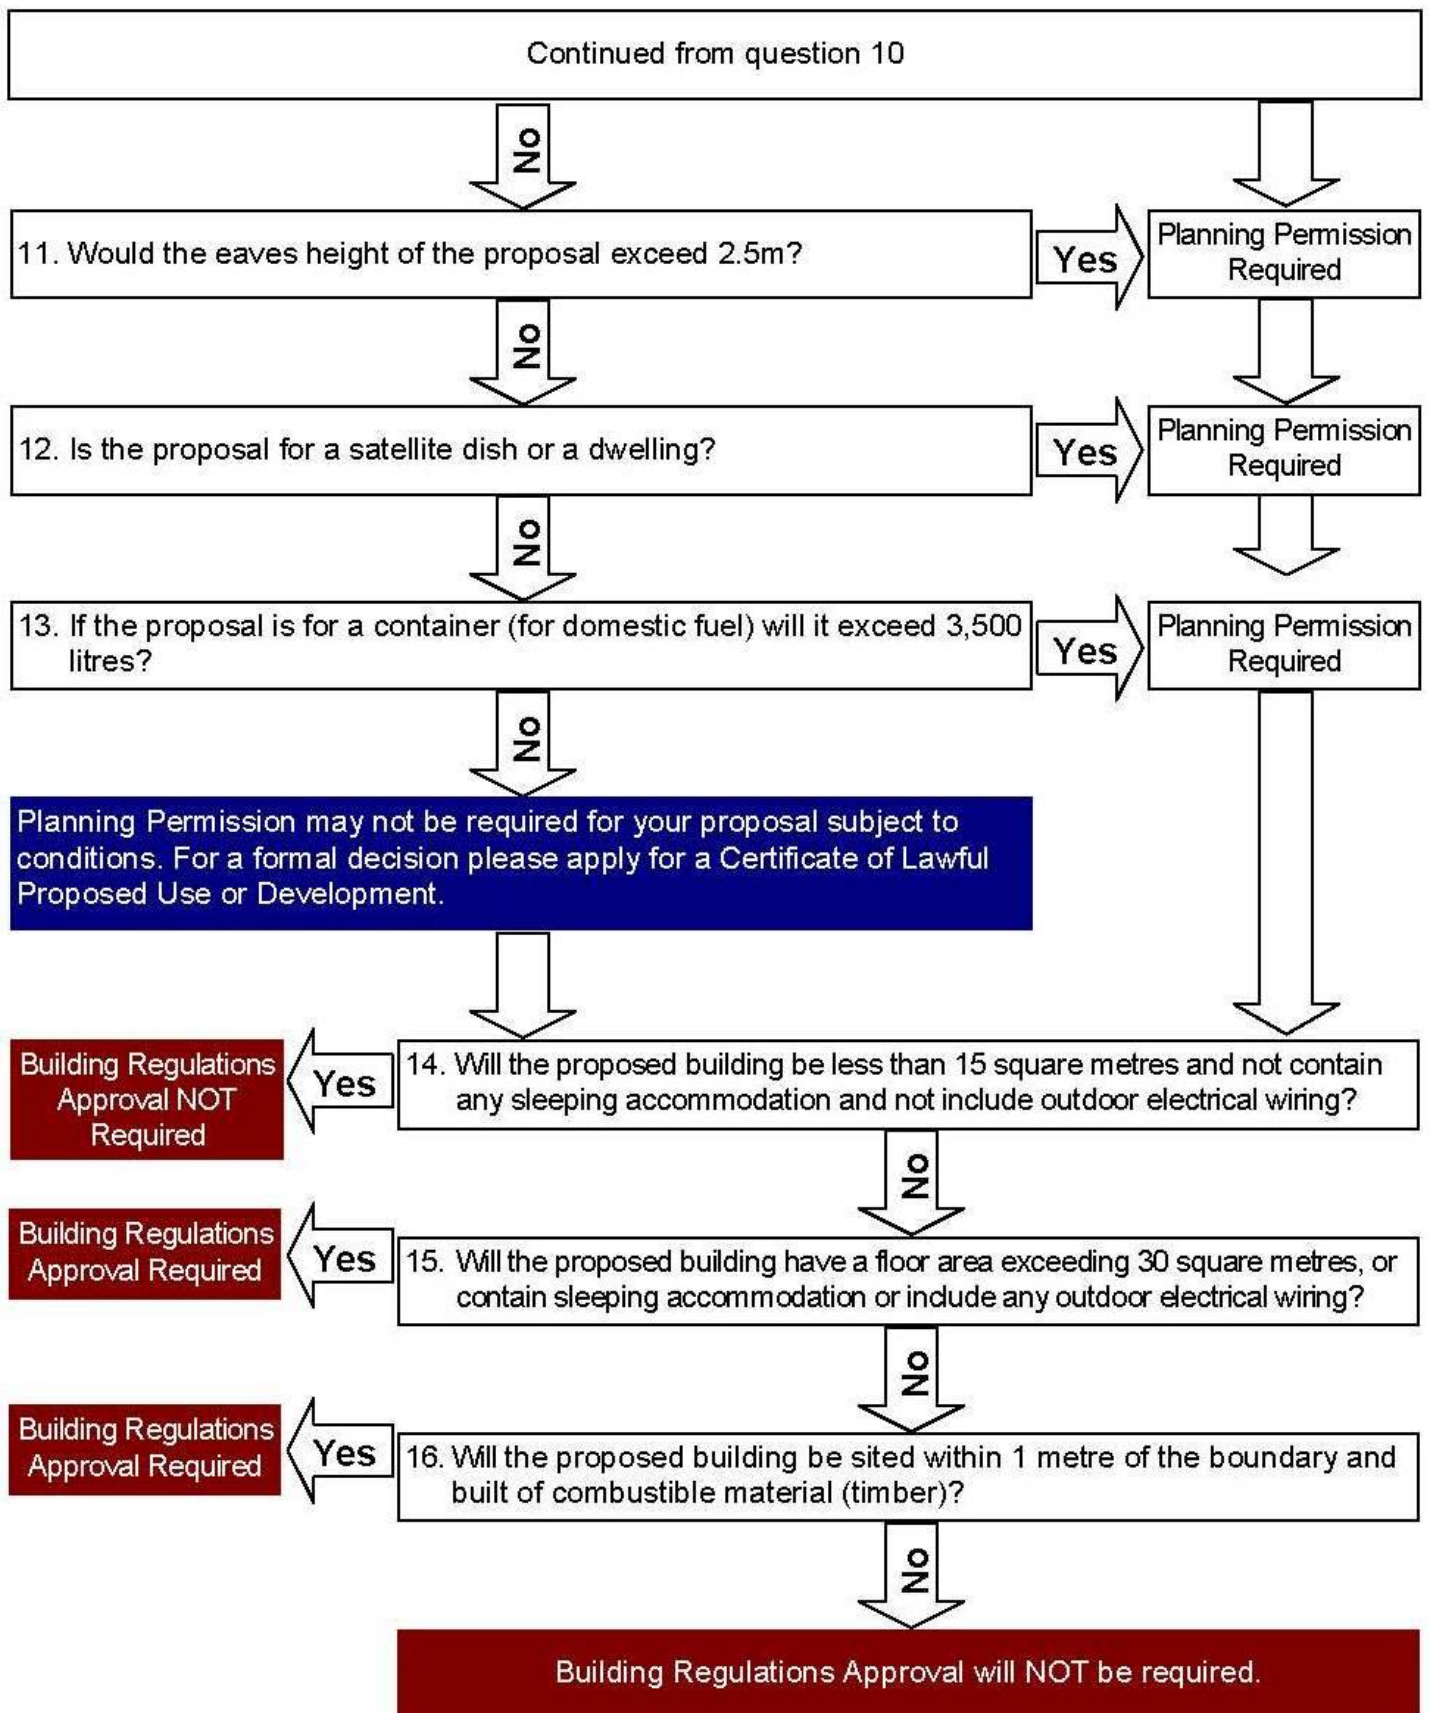 Continued from question 10
No
11. Would the eaves height of the proposal exceed 2.5m?
Yes
Planning Permission
Required
No
12. Is the proposal for a satellite dish or a dwelling?
Yes
Planning Permission
Required
No
13. If the proposal is for a container (for domestic fuel) will it exceed 3,500
litres?
Yes
Planning Permission
Required
No
Planning Permission may not be required for your proposal subject to
conditions. For a formal decision please apply for a Certificate of Lawful
Proposed Use or Development.
14. Will the proposed building be less than 15 square metres and not contain
any sleeping accommodation and not include outdoor electrical wiring?
Yes
Building Regulations
Approval NOT
Required
No
15. Will the proposed building have a floor area exceeding 30 square metres, or
contain sleeping accommodation or include any outdoor electrical wiring?
Yes
Building Regulations
Approval Required
No
16. Will the proposed building be sited within 1 metre of the boundary and
built of combustible material (timber)?
Yes
Building Regulations
Approval Required
No
Building Regulations Approval will NOT be required.